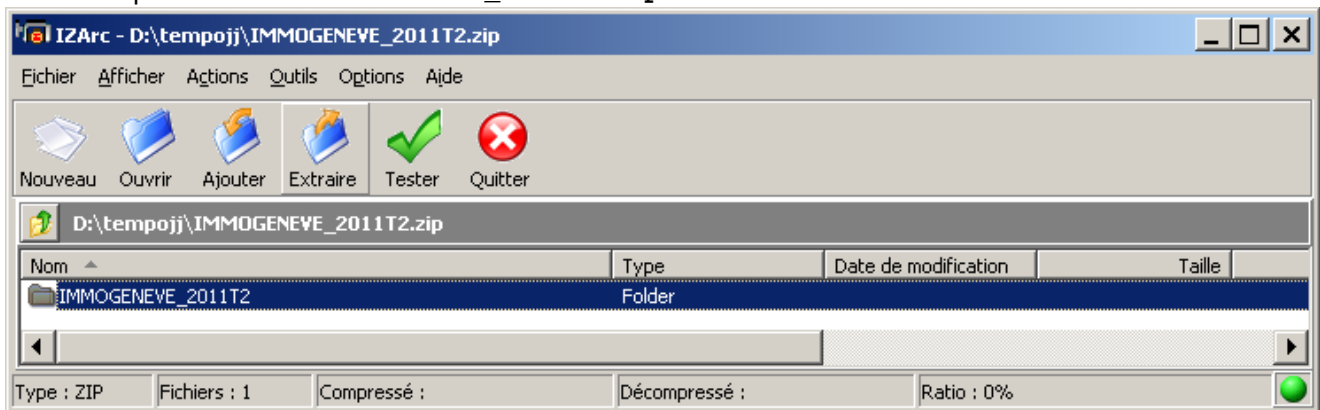 IZArc - D:\tempojj\IMMOGENEVE_2011T2.zip
Fichier Afficher Actions Outils Options Aide
Nouveau Ouvrir Ajouter Extraire Tester Quitter
D:\tempojj\IMMOGENEVE_2011T2.zip
Nom Type Date de modification Taille
IMMOGENEVE_2011T2 Folder
Type : ZIP Fichiers : 1 Compressé : Décompressé : Ratio : 0%